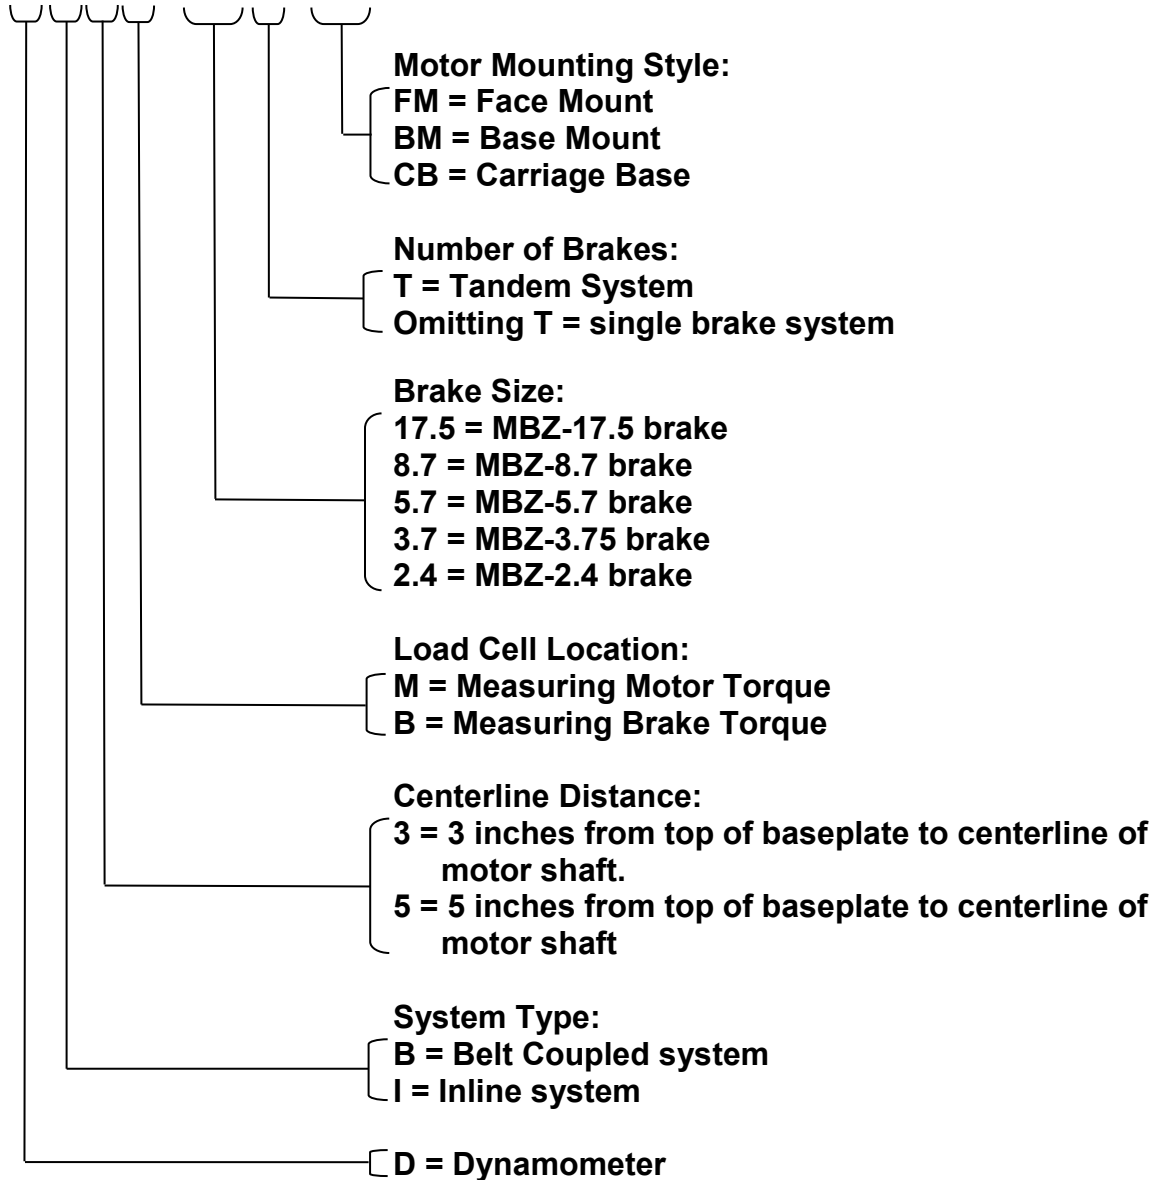 Motor Mounting Style:
FM = Face Mount
BM = Base Mount
CB = Carriage Base
Number of Brakes:
T = Tandem System
Omitting T = single brake system
Brake Size:
17.5 = MBZ-17.5 brake
8.7 = MBZ-8.7 brake
5.7 = MBZ-5.7 brake
3.7 = MBZ-3.75 brake
2.4 = MBZ-2.4 brake
Load Cell Location:
M = Measuring Motor Torque
B = Measuring Brake Torque
Centerline Distance:
3 = 3 inches from top of baseplate to centerline of
motor shaft.
5 = 5 inches from top of baseplate to centerline of
motor shaft
System Type:
B = Belt Coupled system
I = Inline system
D = Dynamometer